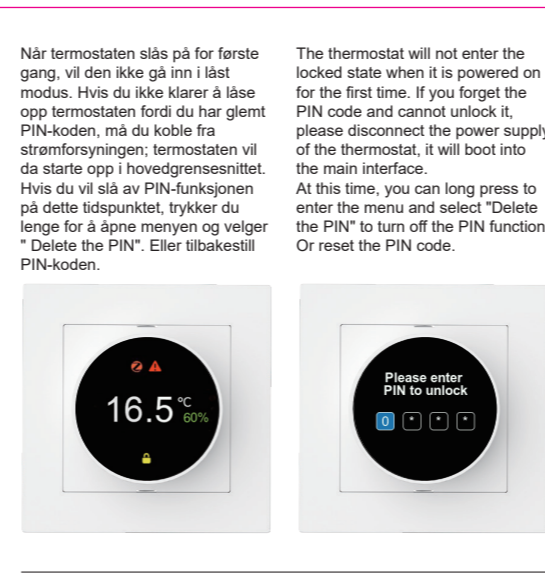 Når termostaten slås på for første
gang, vil den ikke gå inn i låst
modus. Hvis du ikke klarer å låse
opp termostaten fordi du har glemt
PIN-koden, må du koble fra
strømforsyningen; termostaten vil
da starte opp i hovedgrensesnittet.
Hvis du vil slå av PIN-funksjonen
på dette tidspunktet, trykker du
lenge for å åpne menyen og velger
" Delete the PIN". Eller tilbakestill
PIN-koden.
The thermostat will not enter the
locked state when it is powered on
for the first time. If you forget the
PIN code and cannot unlock it,
please disconnect the power supply
of the thermostat, it will boot into
the main interface.
At this time, you can long press to
enter the menu and select "Delete
the PIN" to turn off the PIN function
Or reset the PIN code.
16.5 °C
60%
Please enter
PIN to unlock
0 * * *